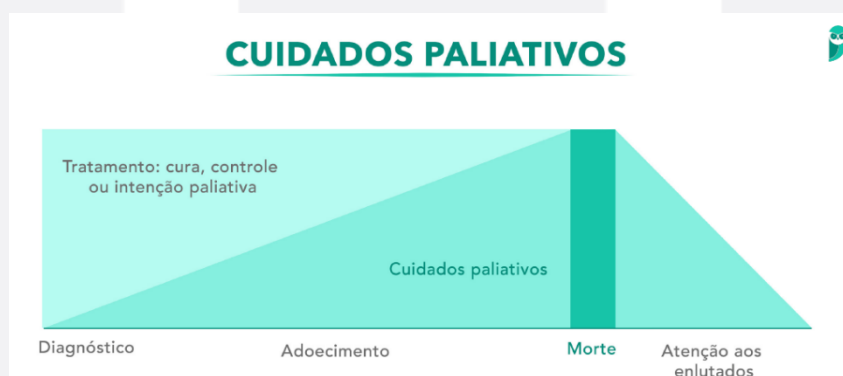 CUIDADOS PALIATIVOS
Tratamento: cura, controle
ou intenção paliativa
Cuidados paliativos
Diagnóstico
Adoecimento
Morte
Atenção aos
enlutados